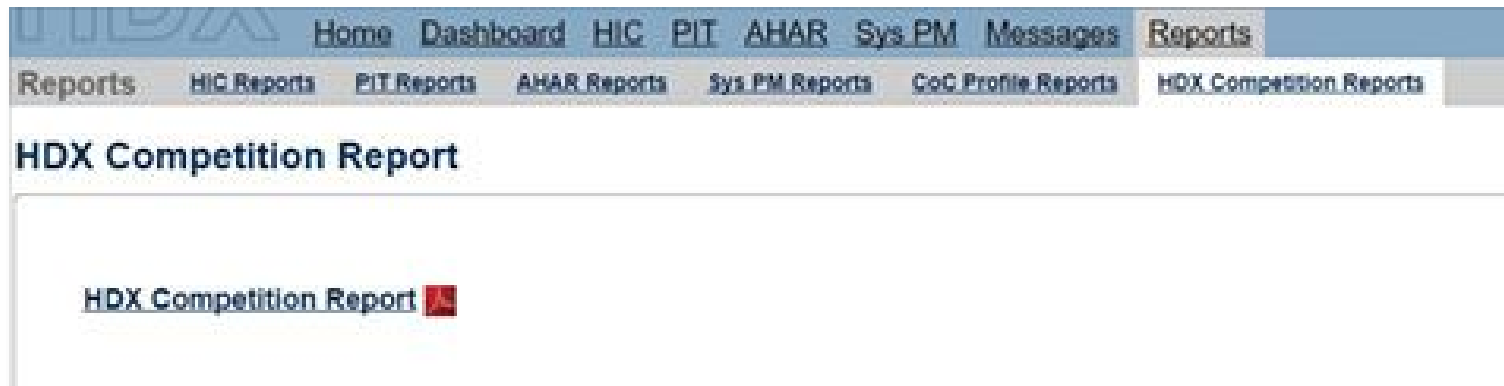 HDX Home Dashboard HIC PIT AHAR Sys PM Messages Reports
Reports HIC Reports PIT Reports AHAR Reports Sys PM Reports CoC Profile Reports HDX Competition Reports
HDX Competition Report
HDX Competition Report